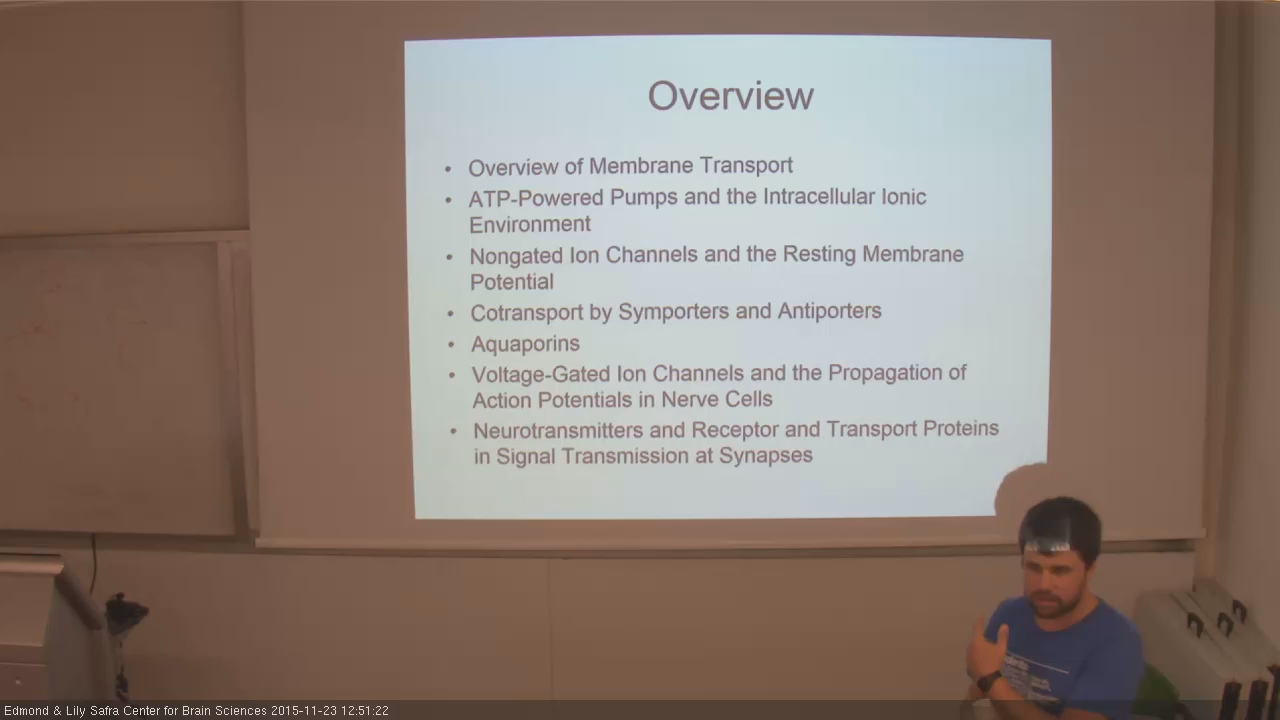 Overview
• Overview of Membrane Transport
• ATP-Powered Pumps and the Intracellular Ionic
Environment
• Nongated Ion Channels and the Resting Membrane
Potential
• Cotransport by Symporters and Antiporters
• Aquaporins
• Voltage-Gated Ion Channels and the Propagation of
Action Potentials in Nerve Cells
• Neurotransmitters and Receptor and Transport Proteins
in Signal Transmission at Synapses
Edmond & Lily Safra Center for Brain Sciences 2015-11-23 12:51:22